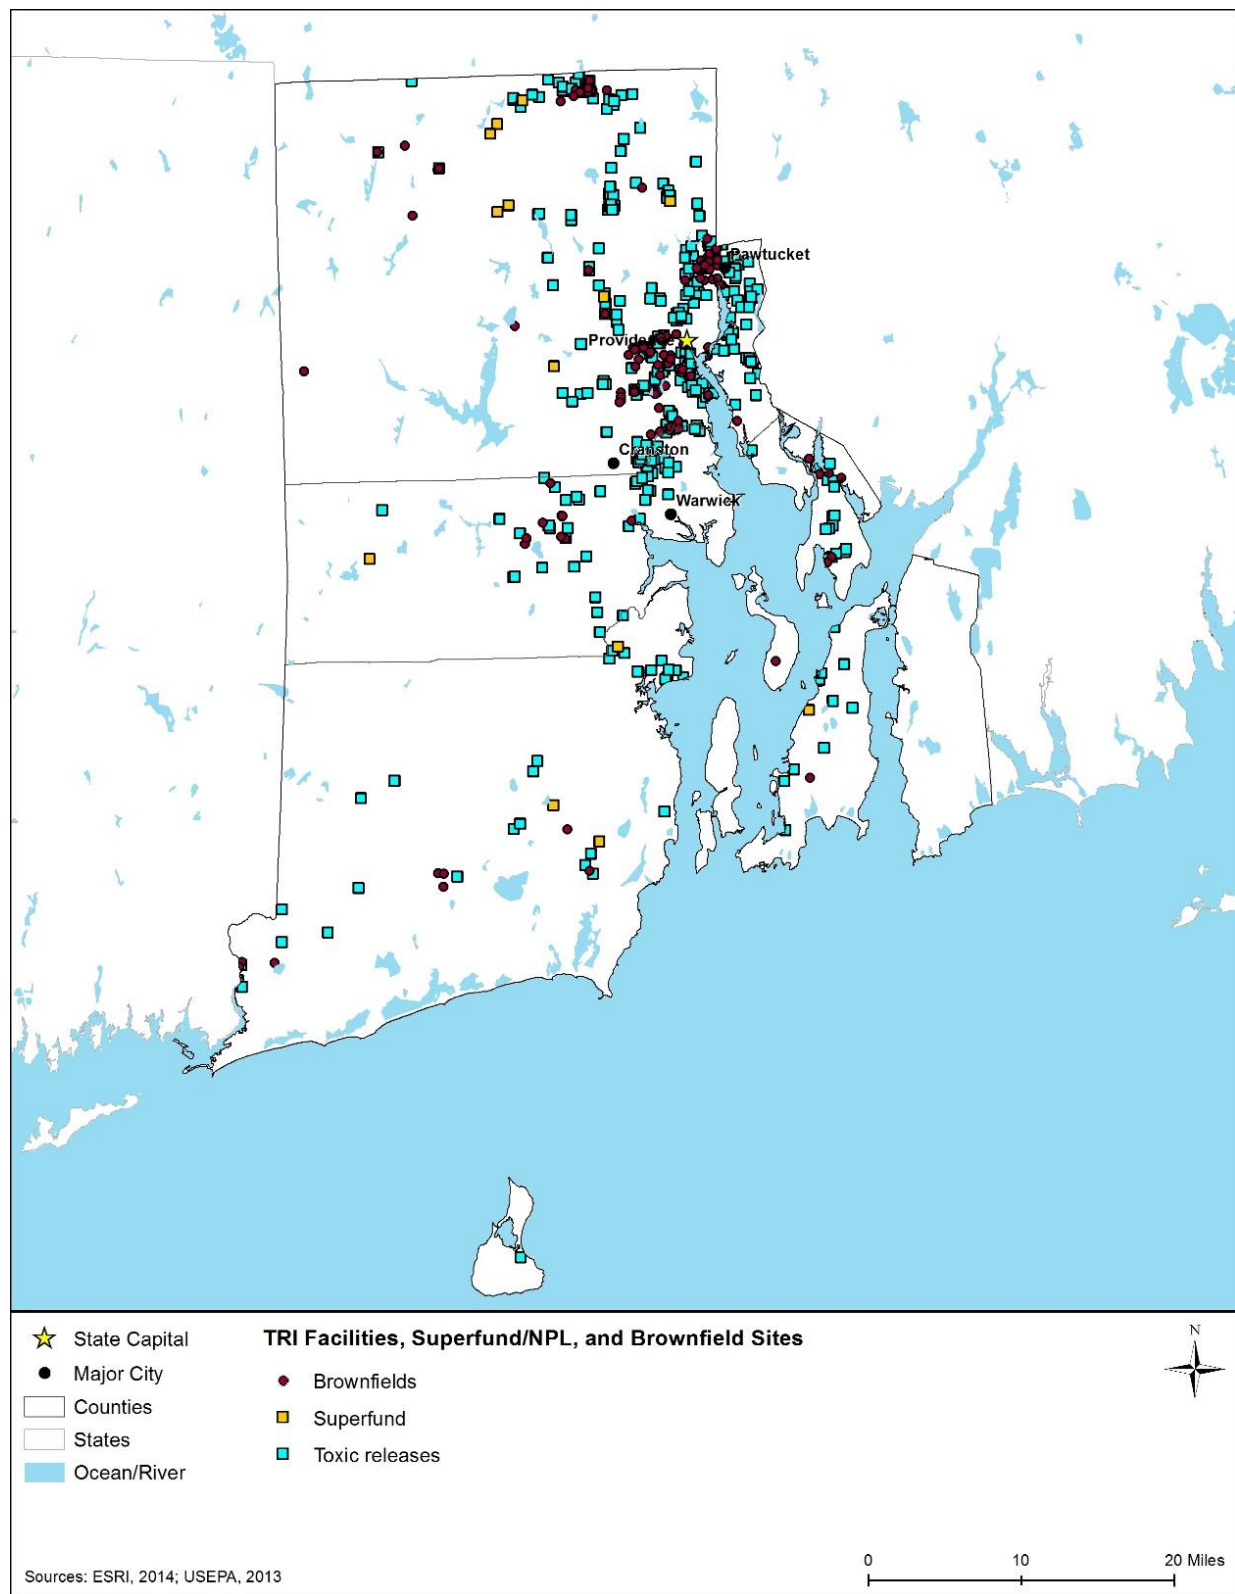 Pawtucket
Providence
Cranston
Warwick
State Capital
Major City
Counties
States
Ocean/River
TRI Facilities, Superfund/NPL, and Brownfield Sites
Brownfields
Superfund
Toxic releases
N
Sources: ESRI, 2014; USEPA, 2013
0 10 20 Miles